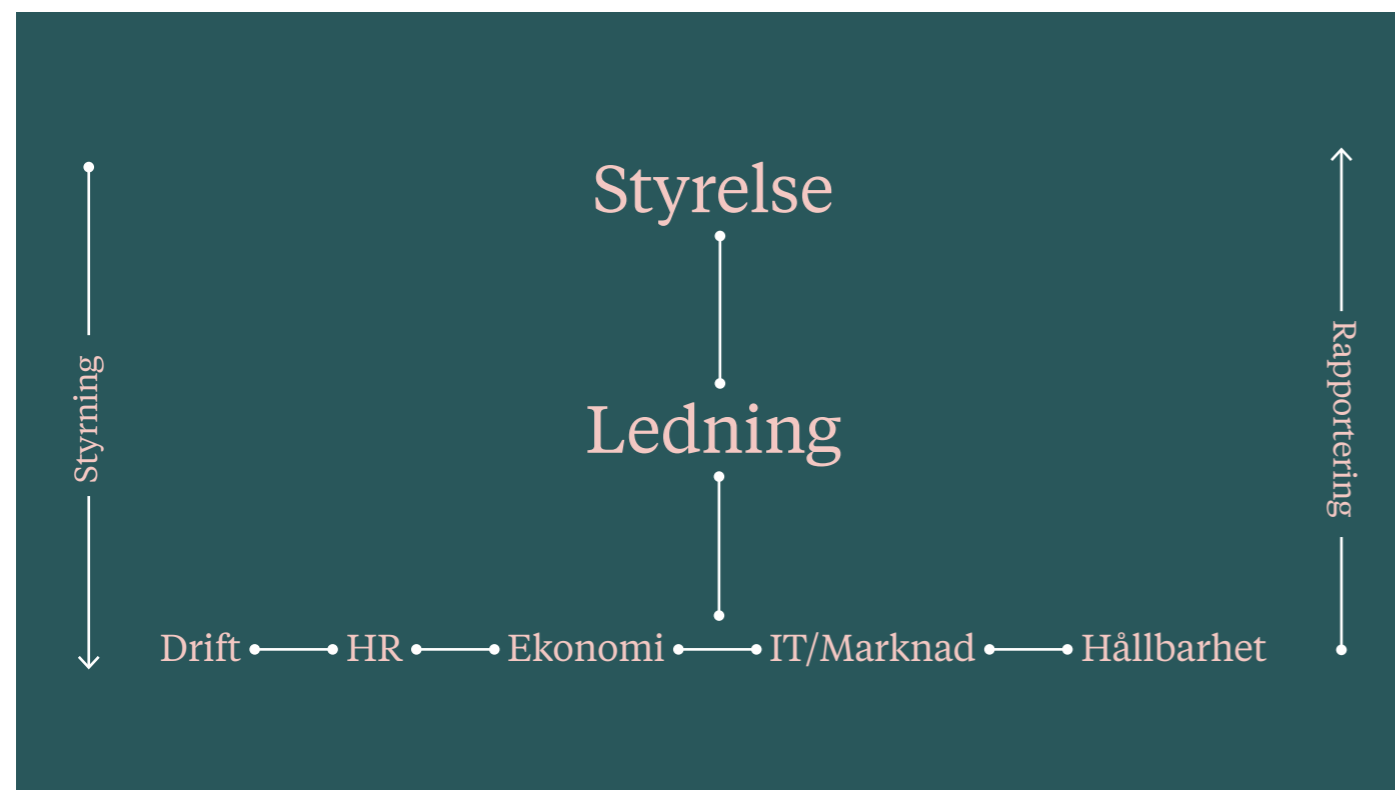 Styrelse
Styrning
Ledning
Rapportering
Drift HR Ekonomi IT/Marknad Hållbarhet